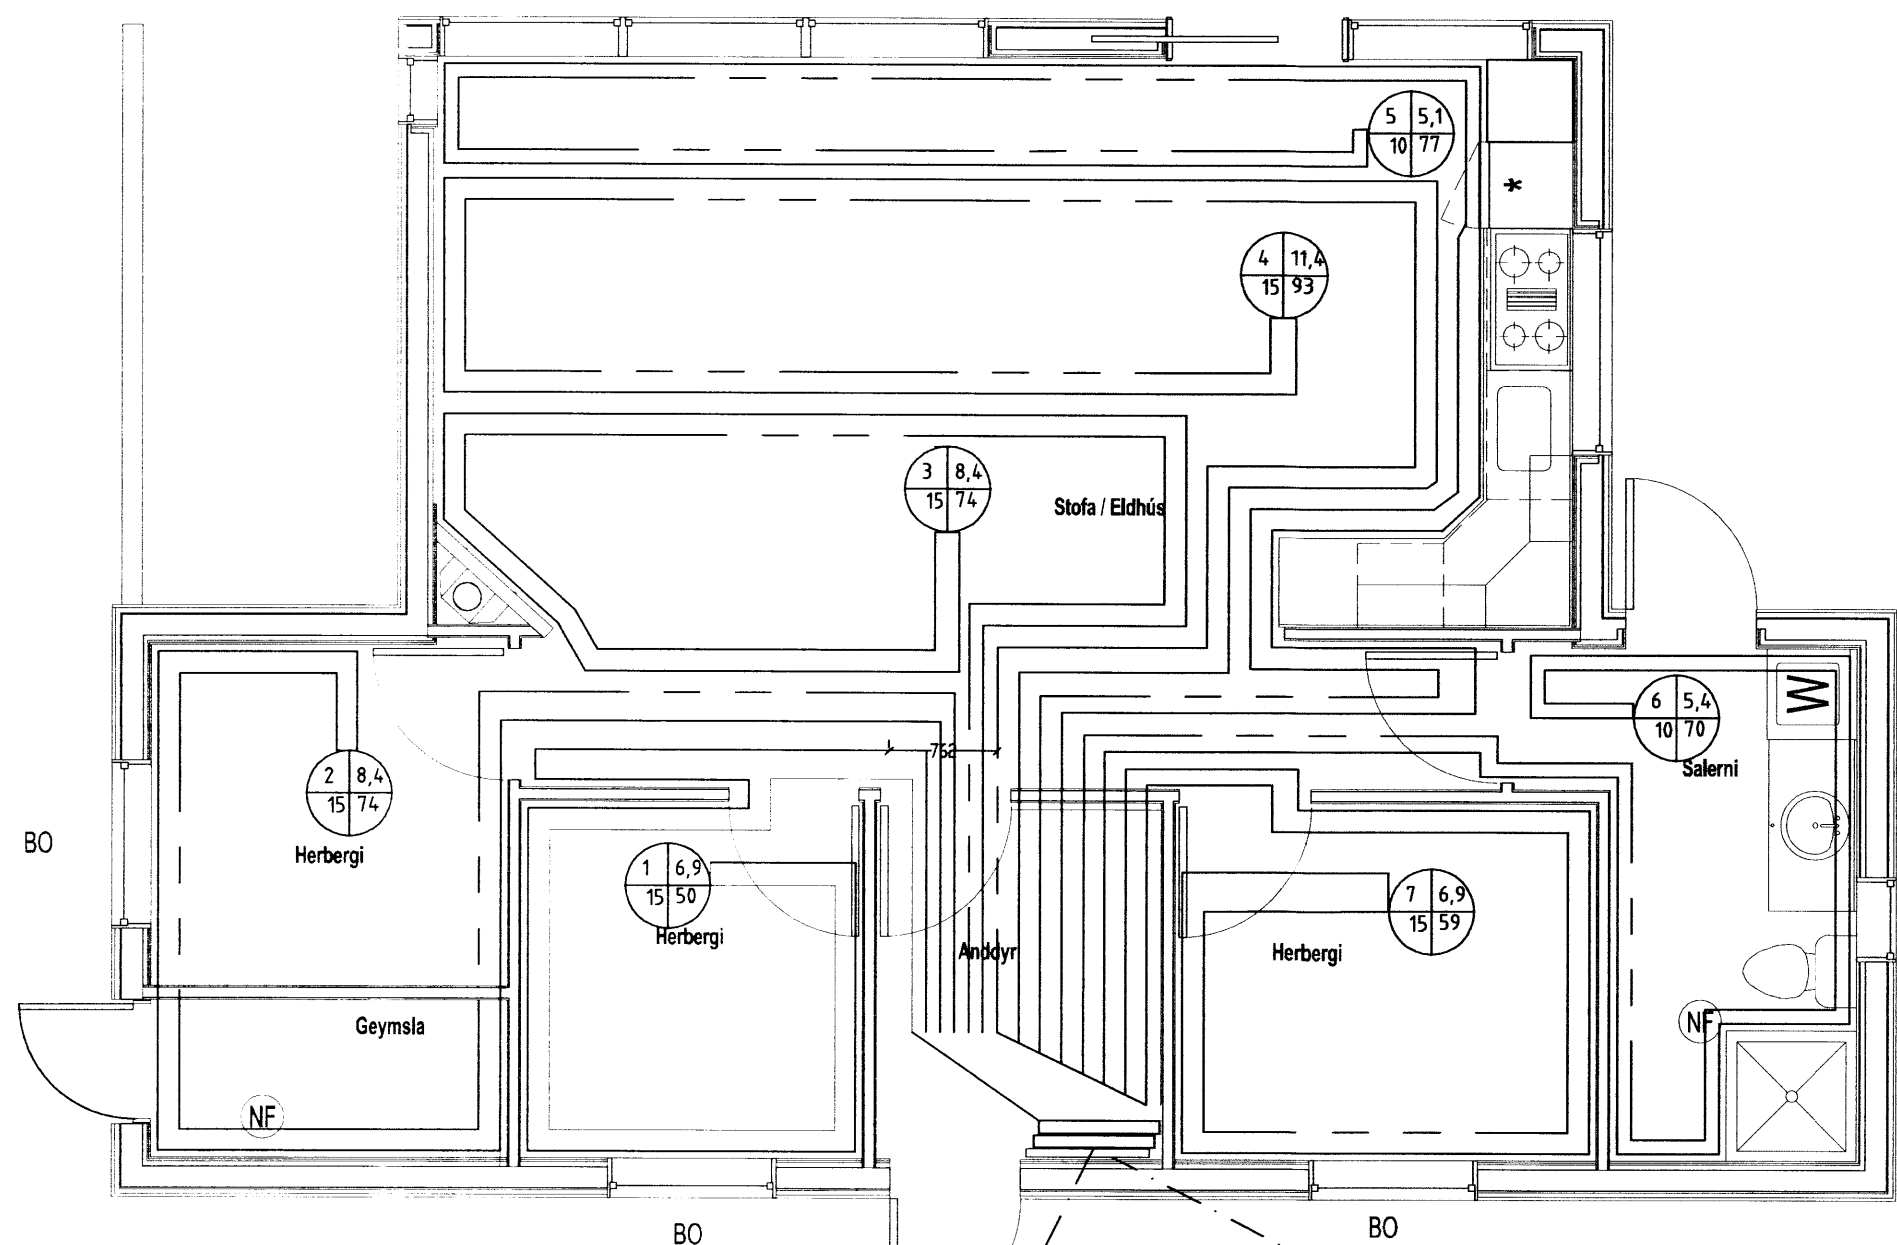 5 5,1
10 77
*
4 11,4
15 93
3 8,4
15 74
Stofa / Eldhús
W
6 5,4
10 70
Salerni
762
2 8,4
15 74
BO
Herbergi
1 6,9
15 50
Herbergi
7 6,9
15 59
Anddyr
Herbergi
Geymsla
NF
NF
BO
BO